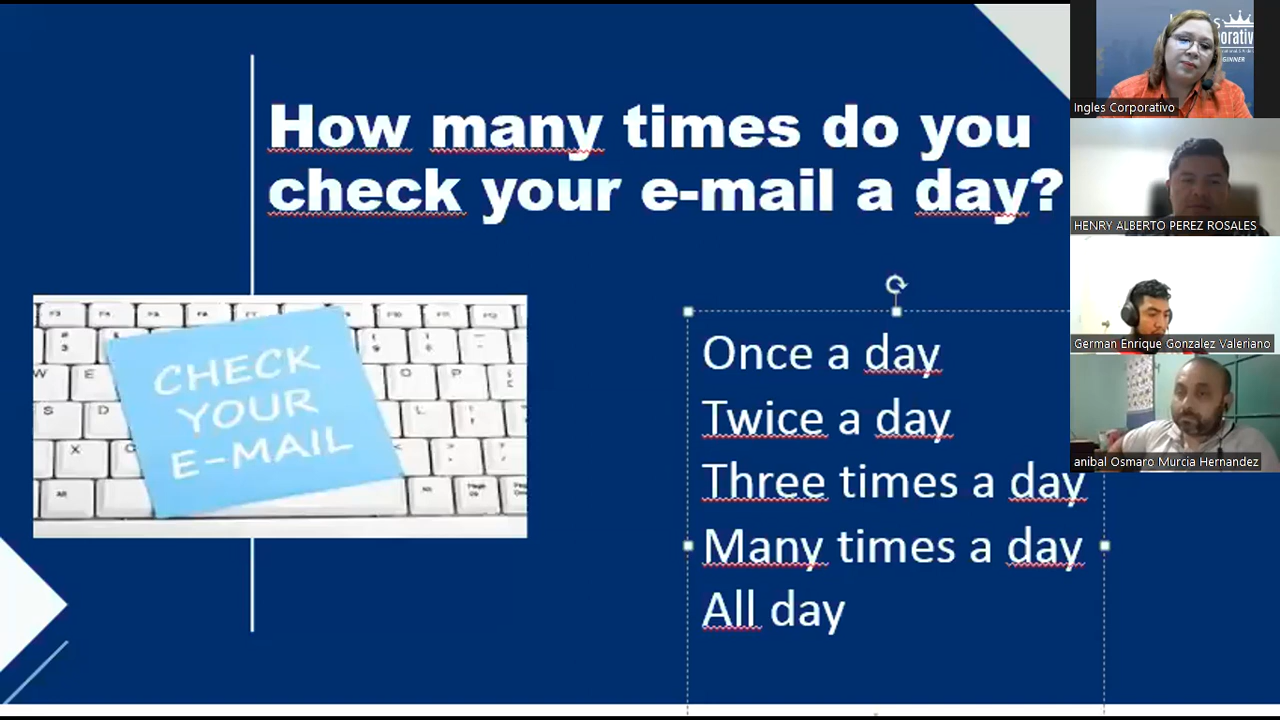 How many times do you
check your e-mail a day?
CHECK
YOUR
E-MAIL
Once a day
Twice a day
Three times a day
Many times a day
All day
Ingles Corporativo
HENRY ALBERTO PEREZ ROSALES
German Enrique Gonzalez Valeriano
anibal Osmaro Murcia Hernandez